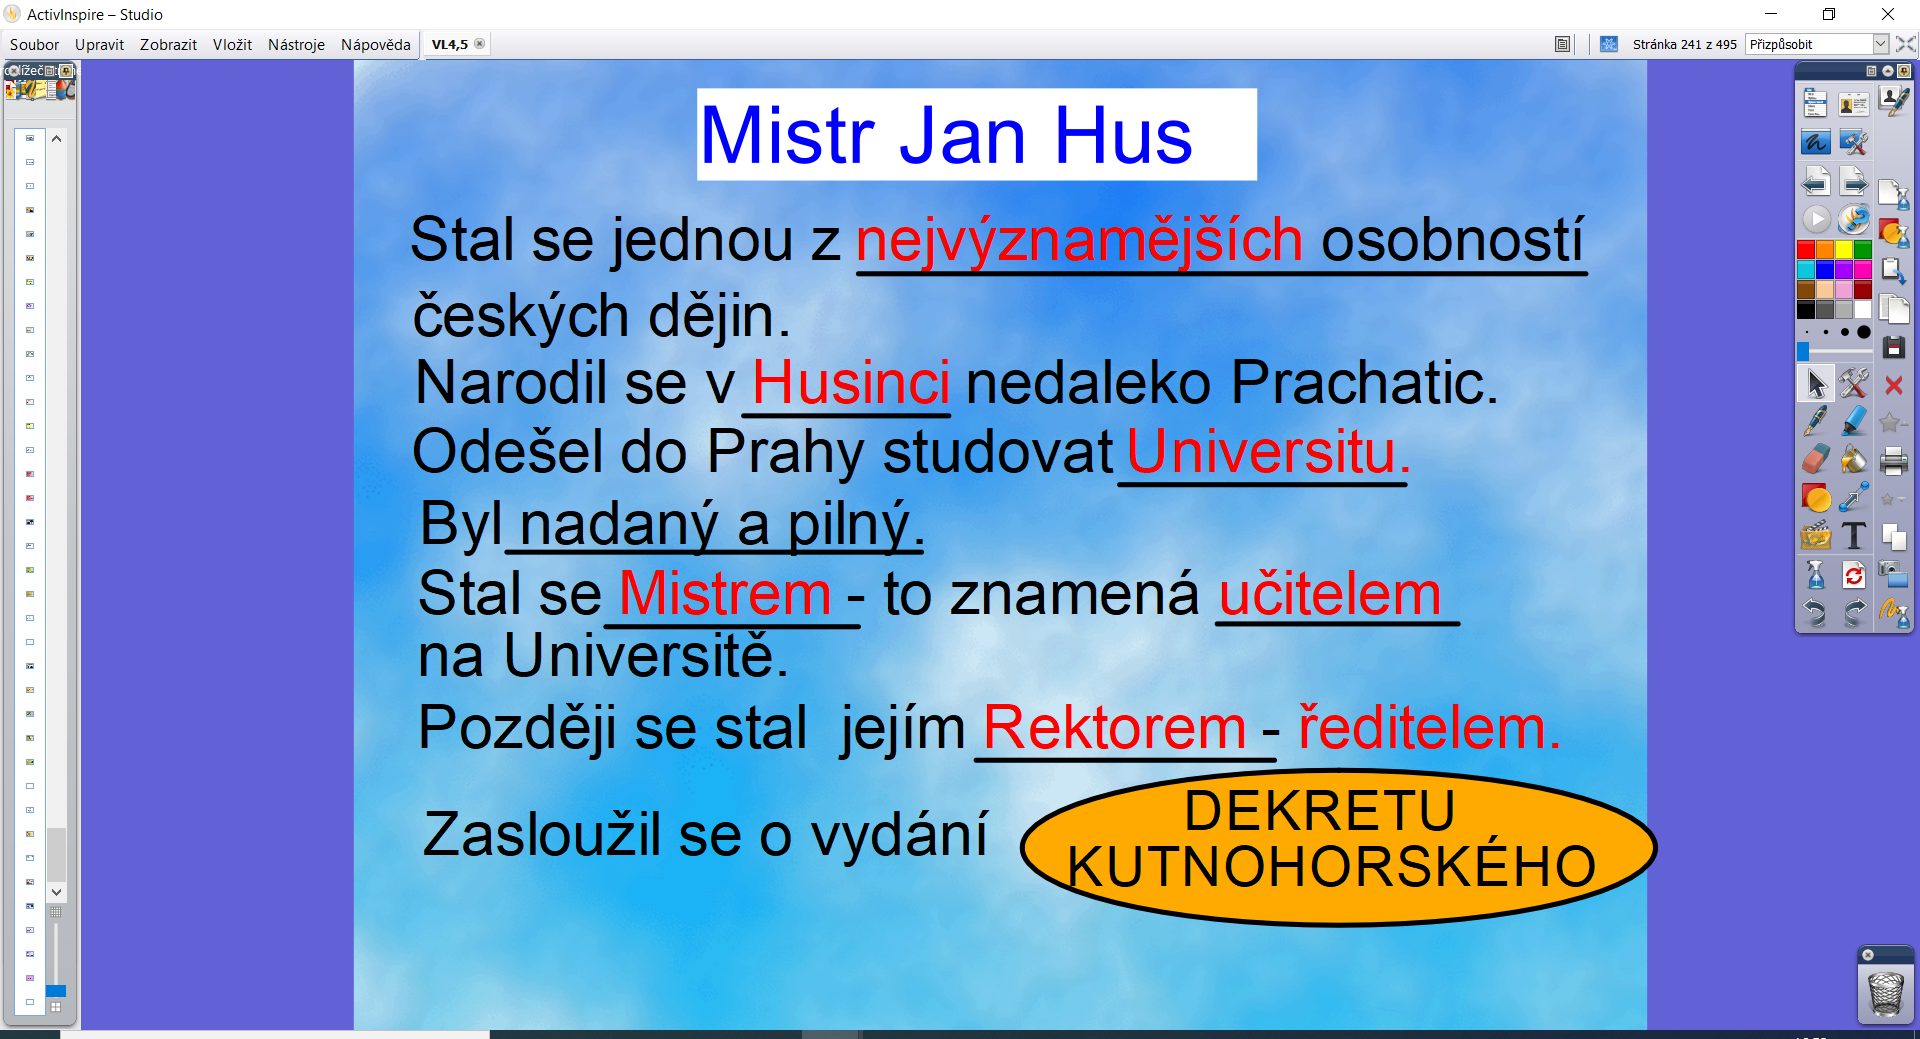 ActivInspire – Studio
Soubor Upravit Zobrazit Vložit Nástroje Nápověda VL4,5 Stránka 241 z 495 Přizpůsobit
Mistr Jan Hus
Stal se jednou z nejvýznamějších osobností
českých dějin.
Narodil se v Husinci nedaleko Prachatic.
Odešel do Prahy studovat Universitu.
Byl nadaný a pilný.
Stal se Mistrem - to znamená učitelem
na Universitě.
Později se stal jejím Rektorem - ředitelem.
Zasloužil se o vydání DEKRETU
KUTNOHORSKÉHO